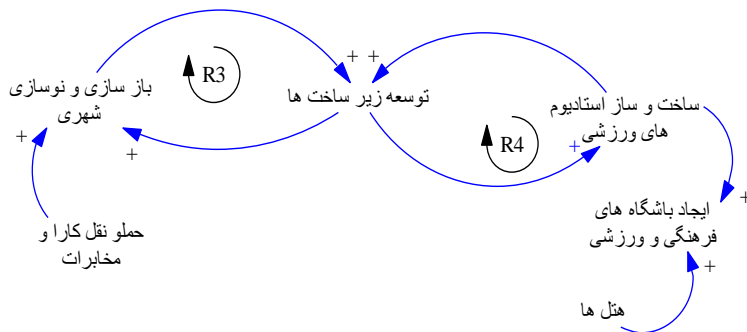 باز سازی و نوسازی
شهری
R3
+
+
توسعه زیر ساخت ها
+
+
ساخت و ساز استادیوم
های ورزشی
R4
+
+
ایجاد باشگاه های
فرهنگی و ورزشی
+
حملو نقل کارا و
مخابرات
هتل ها